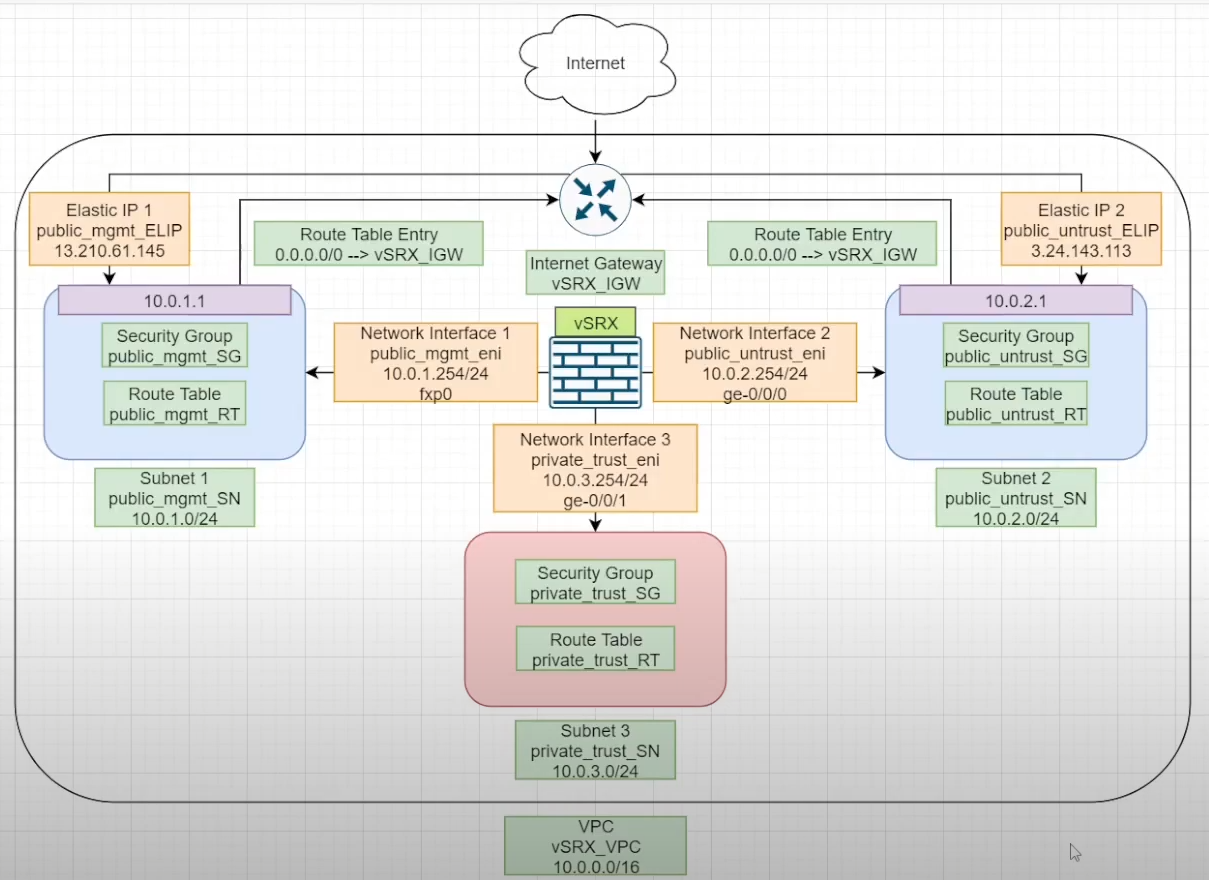 Internet
Elastic IP 1
public_mgmt_ELIP
13.210.61.145
Route Table Entry
0.0.0.0/0 --> vSRX_IGW
Internet Gateway
vSRX_IGW
Route Table Entry
0.0.0.0/0 --> vSRX_IGW
Elastic IP 2
public_untrust_ELIP
3.24.143.113
10.0.1.1
Security Group
public_mgmt_SG
Route Table
public_mgmt_RT
Network Interface 1
public_mgmt_eni
10.0.1.254/24
fxp0
vSRX
Network Interface 2
public_untrust_eni
10.0.2.254/24
ge-0/0/0
10.0.2.1
Security Group
public_untrust_SG
Route Table
public_untrust_RT
Subnet 1
public_mgmt_SN
10.0.1.0/24
Network Interface 3
private_trust_eni
10.0.3.254/24
ge-0/0/1
Subnet 2
public_untrust_SN
10.0.2.0/24
Security Group
private_trust_SG
Route Table
private_trust_RT
Subnet 3
private_trust_SN
10.0.3.0/24
VPC
vSRX_VPC
10.0.0.0/16